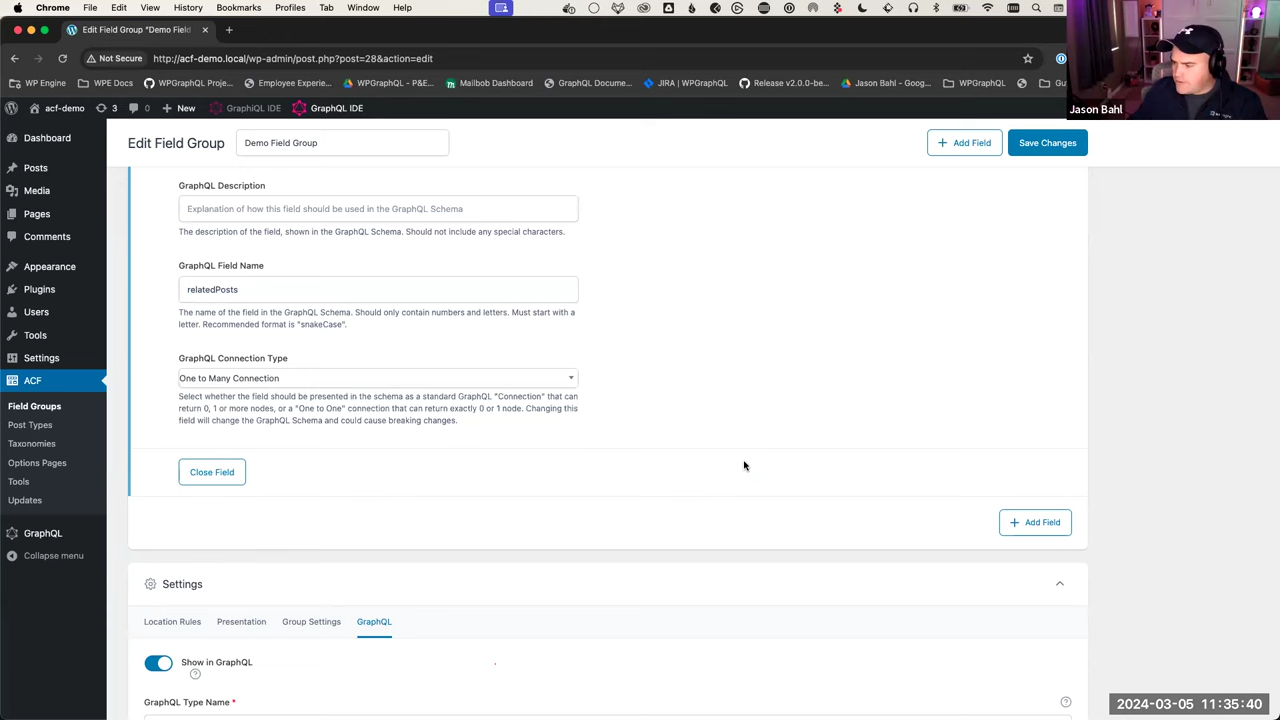 Chrome File Edit View History Bookmarks Profiles Tab Window Help
Edit Field Group "Demo Field
Not Secure http://acf-demo.local/wp-admin/post.php?post=28&action=edit
WP Engine WPE Docs WPGraphQL Proje... Employee Experie... WPGraphQL - P&E... Mailbob Dashboard GraphQL Docume... JIRA | WPGraphQL Release v2.0.0-be... Jason Bahl - Goog... WPGraphQL
Jason Bahl
acf-demo 3 0 New GraphiQL IDE GraphQL IDE
Edit Field Group Demo Field Group Add Field Save Changes
Dashboard
Posts
Media
Pages
Comments
Appearance
Plugins
Users
Tools
Settings
ACF
Field Groups
Post Types
Taxonomies
Options Pages
Tools
Updates
GraphQL
Collapse menu
GraphQL Description
Explanation of how this field should be used in the GraphQL Schema
The description of the field, shown in the GraphQL Schema. Should not include any special characters.
GraphQL Field Name
relatedPosts
The name of the field in the GraphQL Schema. Should only contain numbers and letters. Must start with a
letter. Recommended format is "snakeCase".
GraphQL Connection Type
One to Many Connection
Select whether the field should be presented in the schema as a standard GraphQL "Connection" that can
return 0, 1 or more nodes, or a "One to One" connection that can return exactly 0 or 1 node. Changing this
field will change the GraphQL Schema and could cause breaking changes.
Close Field
Add Field
Settings
Location Rules Presentation Group Settings GraphQL
Show in GraphQL
GraphQL Type Name *
2024-03-05 11:35:40